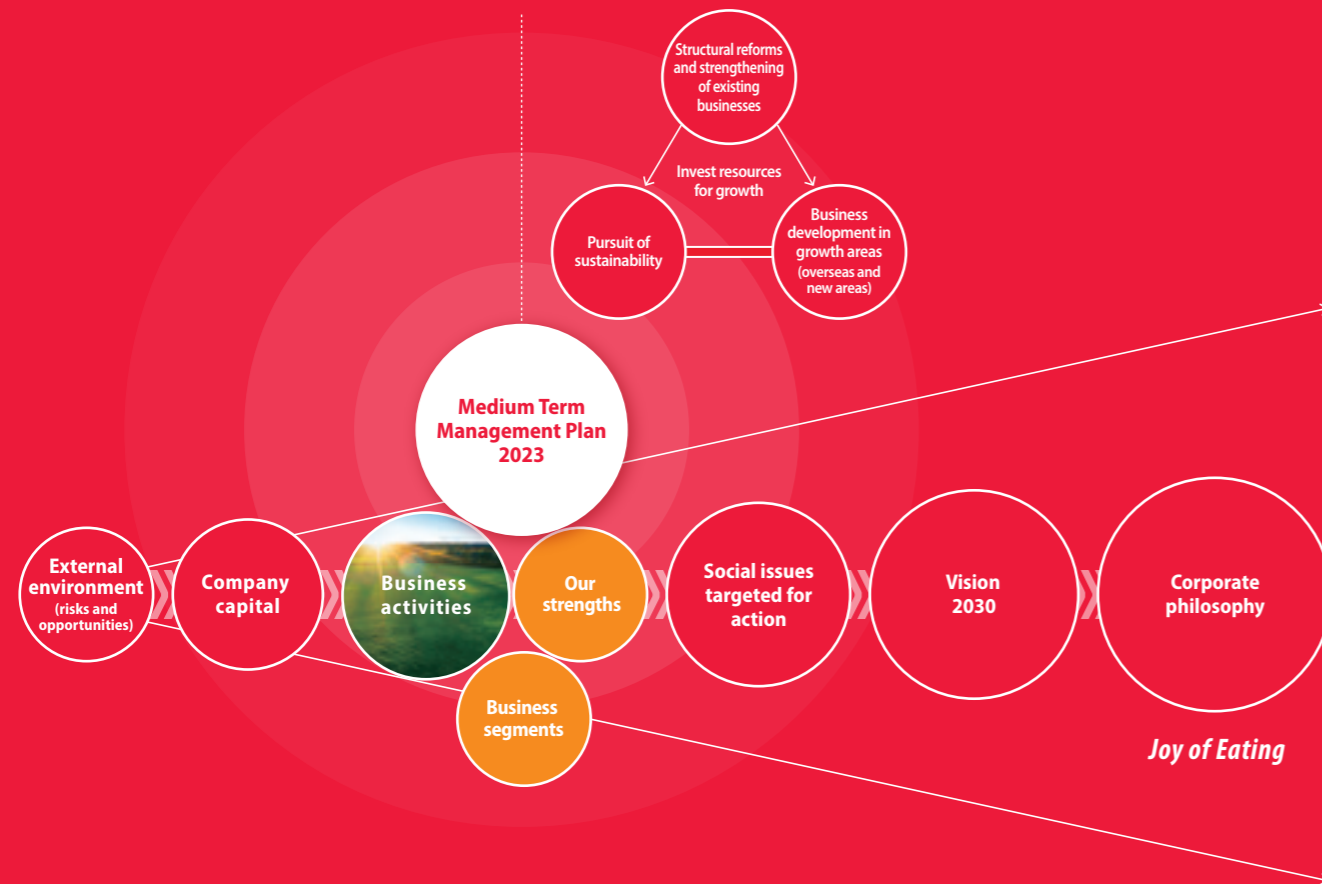 Structural reforms
and strengthening
of existing
businesses
Invest resources
for growth
Pursuit of
sustainability
Business
development in
growth areas
(overseas and
new areas)
Medium Term
Management Plan
2023
External
environment
(risks and
opportunities)
Company
capital
Business
activities
Our
strengths
Business
segments
Social issues
targeted for
action
Vision
2030
Corporate
philosophy
Joy of Eating